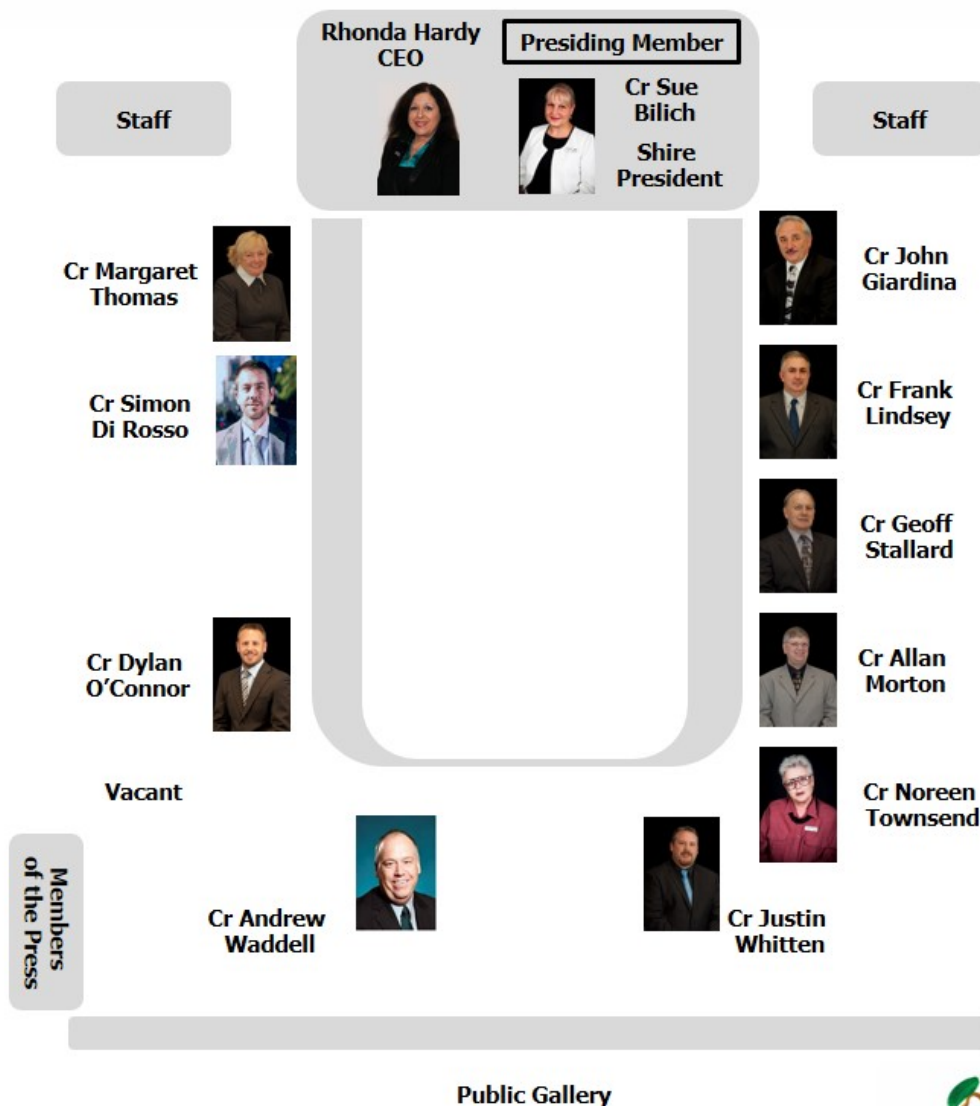 Rhonda Hardy
CEO
Presiding Member
Cr Sue
Bilich
Shire
President
Staff
Staff
Cr Margaret
Thomas
Cr John
Giardina
Cr Simon
Di Rosso
Cr Frank
Lindsey
Cr Geoff
Stallard
Cr Dylan
O'Connor
Cr Allan
Morton
Vacant
Cr Noreen
Townsend
Members
of the Press
Cr Andrew
Waddell
Cr Justin
Whitten
Public Gallery